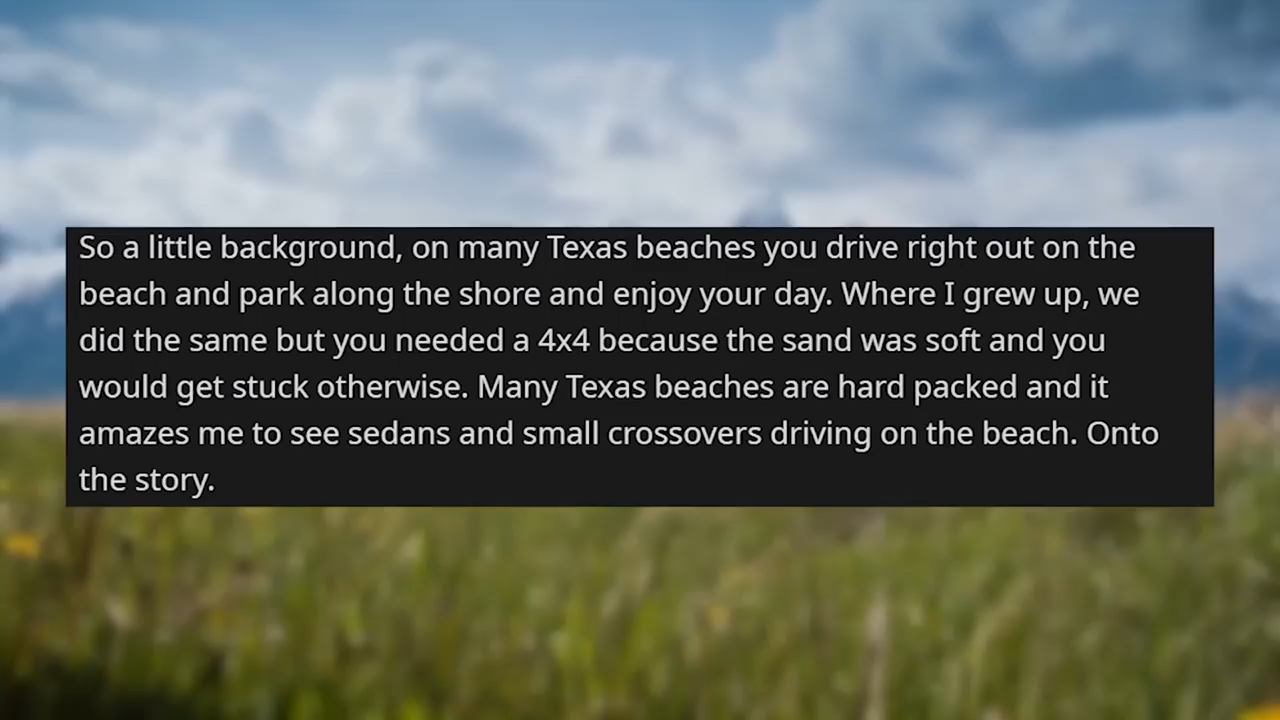 So a little background, on many Texas beaches you drive right out on the
beach and park along the shore and enjoy your day. Where I grew up, we
did the same but you needed a 4x4 because the sand was soft and you
would get stuck otherwise. Many Texas beaches are hard packed and it
amazes me to see sedans and small crossovers driving on the beach. Onto
the story.